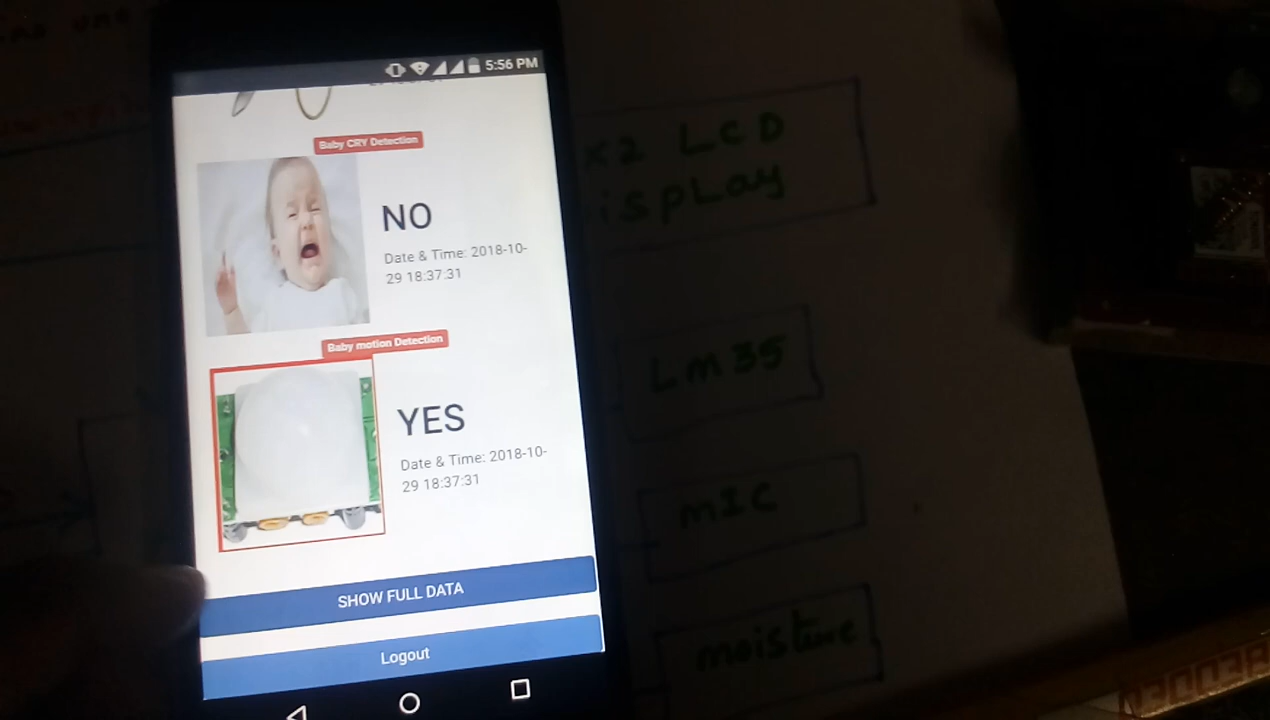 5:56 PM
Baby CRY Detection
NO
Date & Time: 2018-10-
29 18:37:31
Baby motion Detection
YES
Date & Time: 2018-10-
29 18:37:31
SHOW FULL DATA
Logout
x2 LCD
isplay
Lm35
mIC
moisture